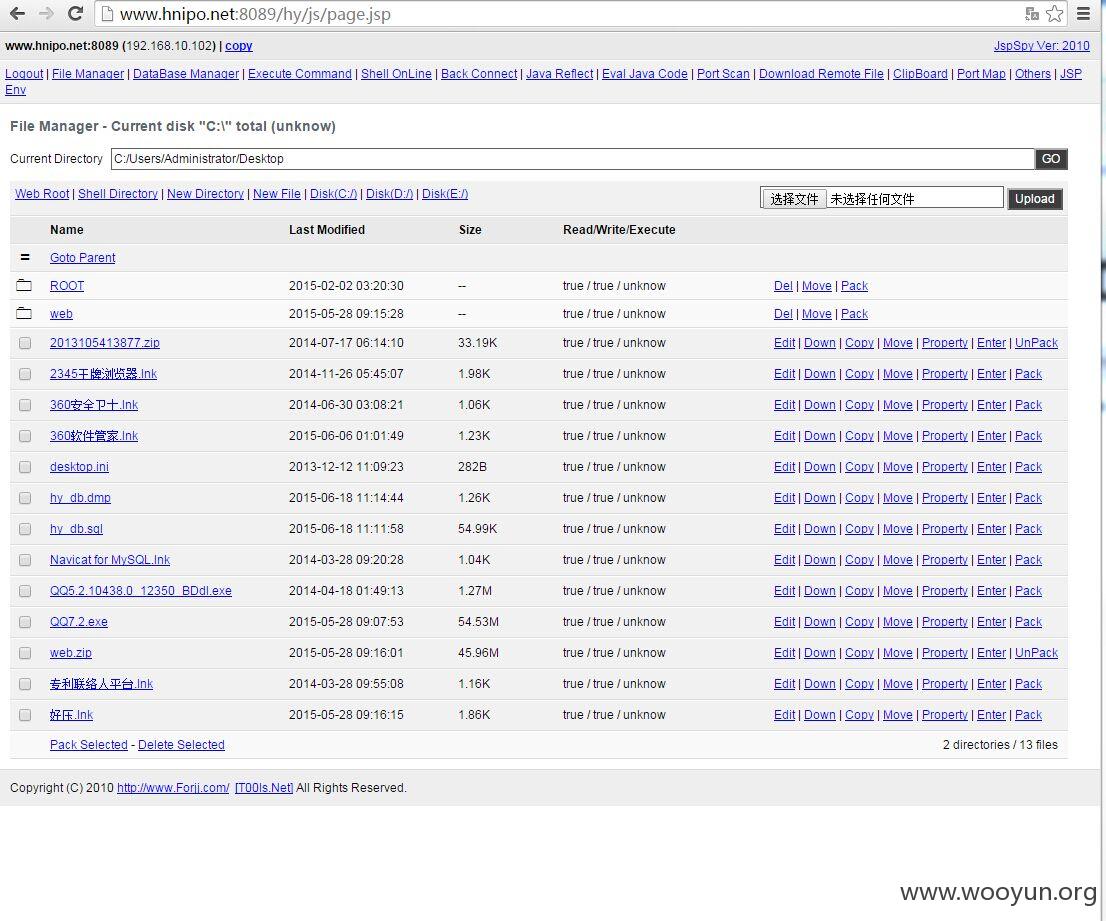 www.hnipo.net:8089/hy/js/page.jsp
www.hnipo.net:8089 (192.168.10.102) | copy JspSpy Ver: 2010
Logout | File Manager | DataBase Manager | Execute Command | Shell OnLine | Back Connect | Java Reflect | Eval Java Code | Port Scan | Download Remote File | ClipBoard | Port Map | Others | JSP
Env
File Manager - Current disk "C:\" total (unknow)
Current Directory C:/Users/Administrator/Desktop GO
Web Root | Shell Directory | New Directory | New File | Disk(C:/) | Disk(D:/) | Disk(E:/) 选择文件 未选择任何文件 Upload
Name Last Modified Size Read/Write/Execute
= Goto Parent
ROOT 2015-02-02 03:20:30 -- true / true / unknow Del | Move | Pack
web 2015-05-28 09:15:28 -- true / true / unknow Del | Move | Pack
2013105413877.zip 2014-07-17 06:14:10 33.19K true / true / unknow Edit | Down | Copy | Move | Property | Enter | UnPack
2345王牌浏览器.lnk 2014-11-26 05:45:07 1.98K true / true / unknow Edit | Down | Copy | Move | Property | Enter | Pack
360安全卫士.lnk 2014-06-30 03:08:21 1.06K true / true / unknow Edit | Down | Copy | Move | Property | Enter | Pack
360软件管家.lnk 2015-06-06 01:01:49 1.23K true / true / unknow Edit | Down | Copy | Move | Property | Enter | Pack
desktop.ini 2013-12-12 11:09:23 282B true / true / unknow Edit | Down | Copy | Move | Property | Enter | Pack
hy_db.dmp 2015-06-18 11:14:44 1.26K true / true / unknow Edit | Down | Copy | Move | Property | Enter | Pack
hy_db.sql 2015-06-18 11:11:58 54.99K true / true / unknow Edit | Down | Copy | Move | Property | Enter | Pack
Navicat for MySQL.lnk 2014-03-28 09:20:28 1.04K true / true / unknow Edit | Down | Copy | Move | Property | Enter | Pack
QQ5.2.10438.0_12350_BDdl.exe 2014-04-18 01:49:13 1.27M true / true / unknow Edit | Down | Copy | Move | Property | Enter | Pack
QQ7.2.exe 2015-05-28 09:07:53 54.53M true / true / unknow Edit | Down | Copy | Move | Property | Enter | Pack
web.zip 2015-05-28 09:16:01 45.96M true / true / unknow Edit | Down | Copy | Move | Property | Enter | UnPack
专利联络人平台.lnk 2014-03-28 09:55:08 1.16K true / true / unknow Edit | Down | Copy | Move | Property | Enter | Pack
好压.lnk 2015-05-28 09:16:15 1.86K true / true / unknow Edit | Down | Copy | Move | Property | Enter | Pack
Pack Selected - Delete Selected 2 directories / 13 files
Copyright (C) 2010 http://www.Forjj.com/ [T00ls.Net] All Rights Reserved.
www.wooyun.org